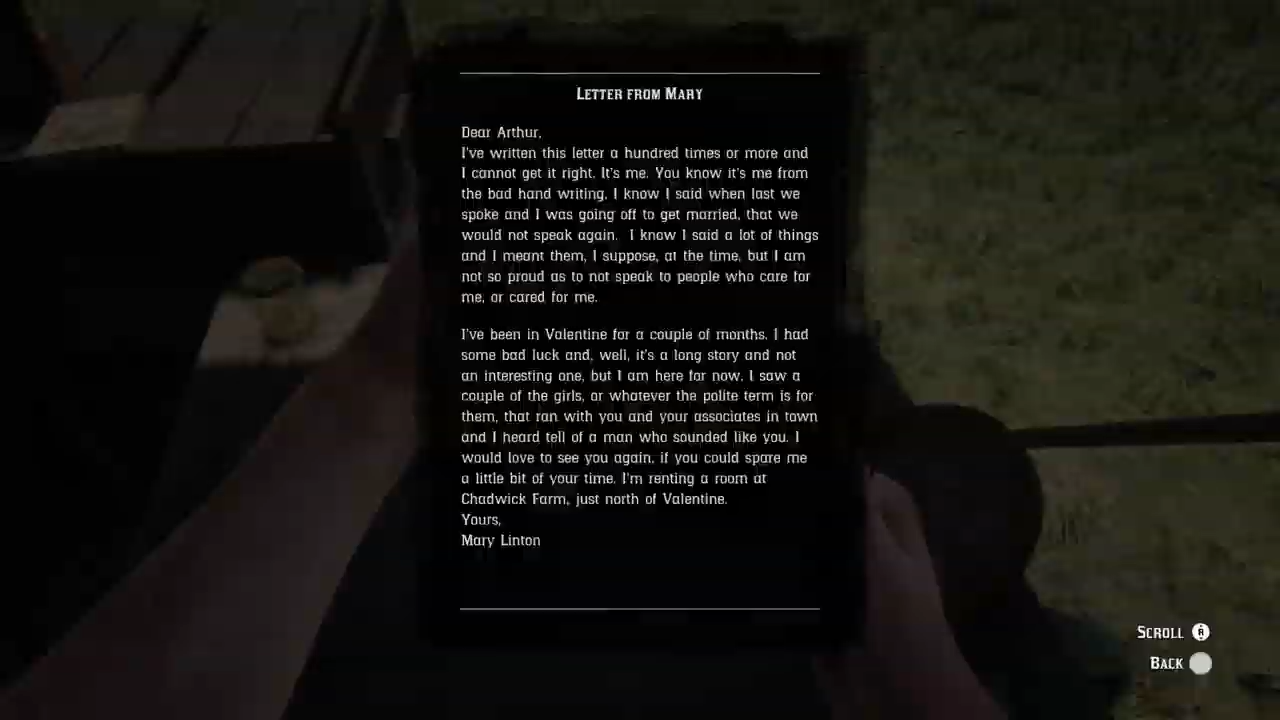 LETTER FROM MARY
Dear Arthur,
I've written this letter a hundred times or more and
I cannot get it right. It's me. You know it's me from
the bad hand writing. I know I said when last we
spoke and I was going off to get married, that we
would not speak again.  I know I said a lot of things
and I meant them, I suppose, at the time, but I am
not so proud as to not speak to people who care for
me, or cared for me.
I've been in Valentine for a couple of months. I had
some bad luck and, well, it's a long story and not
an interesting one, but I am here for now. I saw a
couple of the girls, or whatever the polite term is for
them, that ran with you and your associates in town
and I heard tell of a man who sounded like you. I
would love to see you again, if you could spare me
a little bit of your time. I'm renting a room at
Chadwick Farm, just north of Valentine.
Yours,
Mary Linton
SCROLL R
BACK